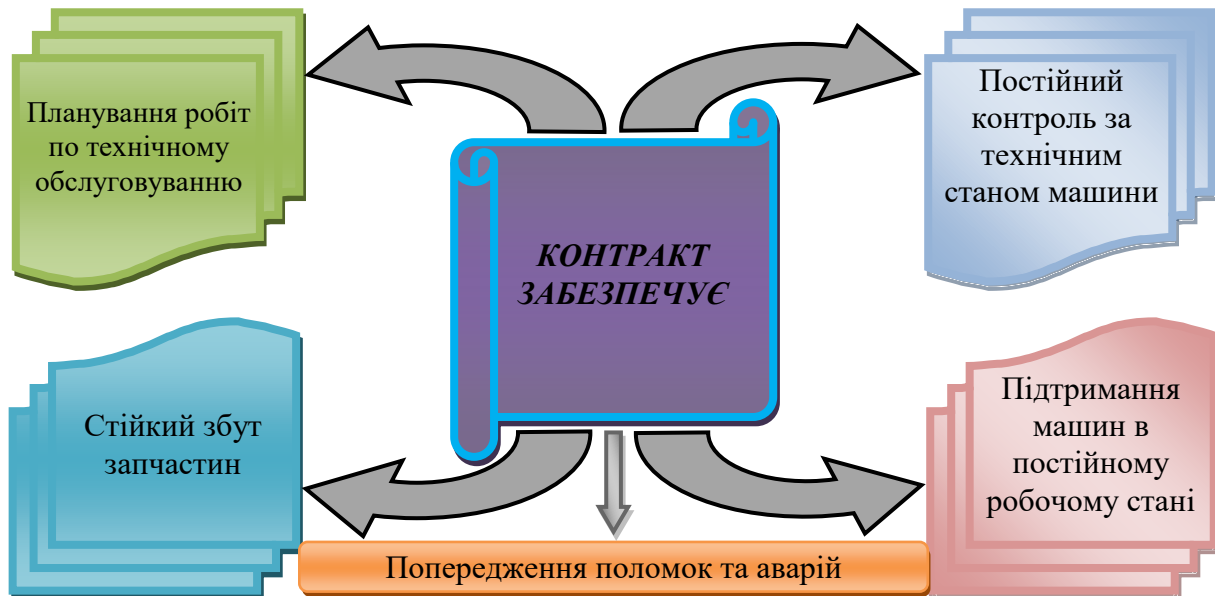 Планування робіт
по технічному
обслуговуванню
Постійний
контроль за
технічним
станом машини
КОНТРАКТ
ЗАБЕЗПЕЧУЄ
Стійкий збут
запчастин
Підтримання
машин в
постійному
робочому стані
Попередження поломок та аварій